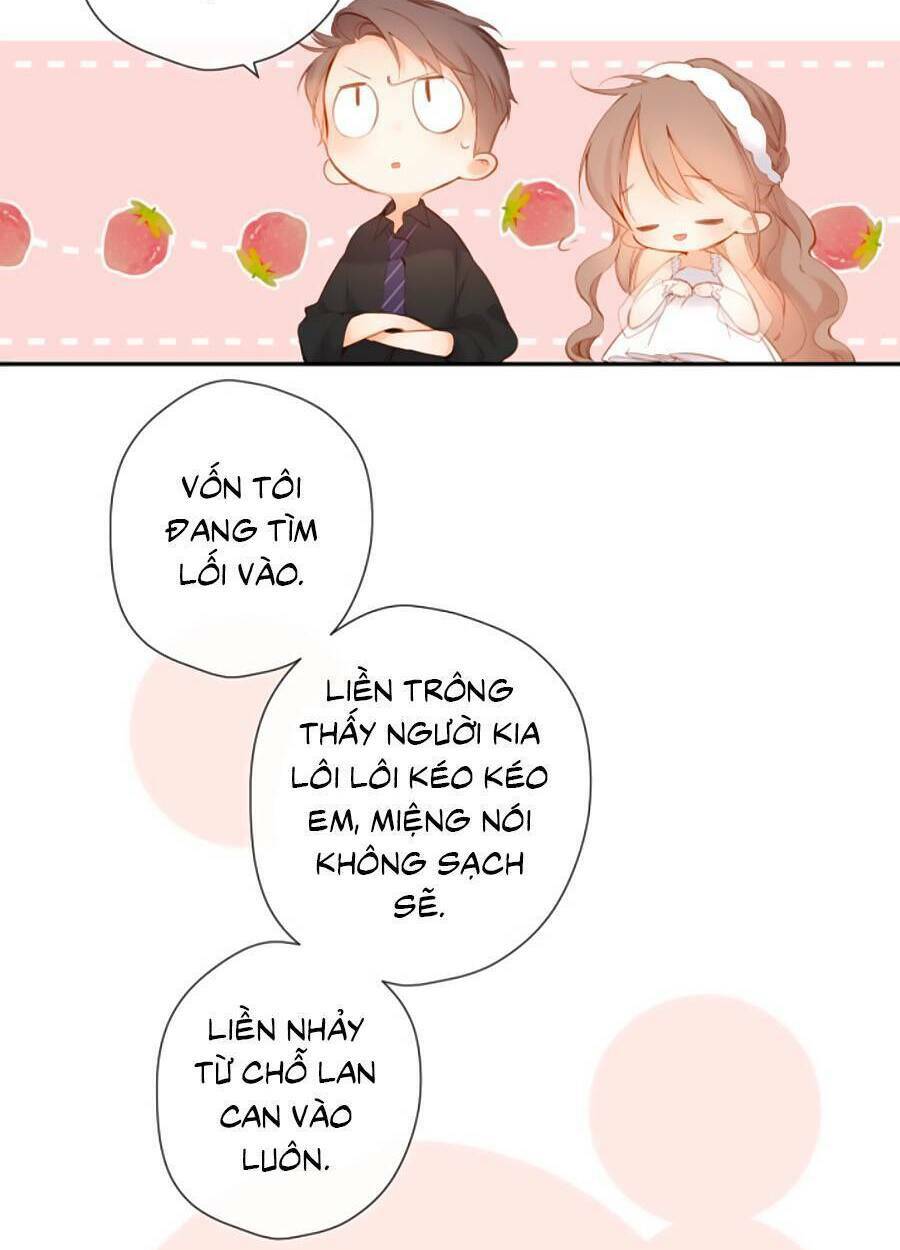 VỐN TÔI
ĐANG TÌM
LỐI VÀO.
LIỀN TRÔNG
THẤY NGƯỜI KIA
LÔI LÔI KÉO KÉO
EM, MIỆNG NÓI
KHÔNG SẠCH
SẼ.
LIỀN NHẢY
TỪ CHỖ LAN
CAN VÀO
LUÔN.